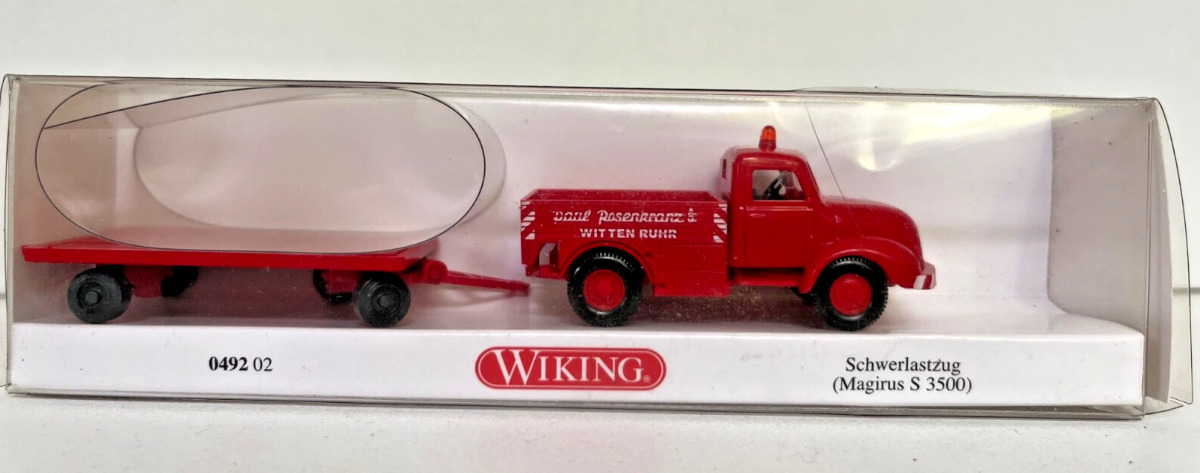 paul Rosenkranz
WITTEN RUHR
0492 02
WIKING®
Schwerlastzug
(Magirus S 3500)